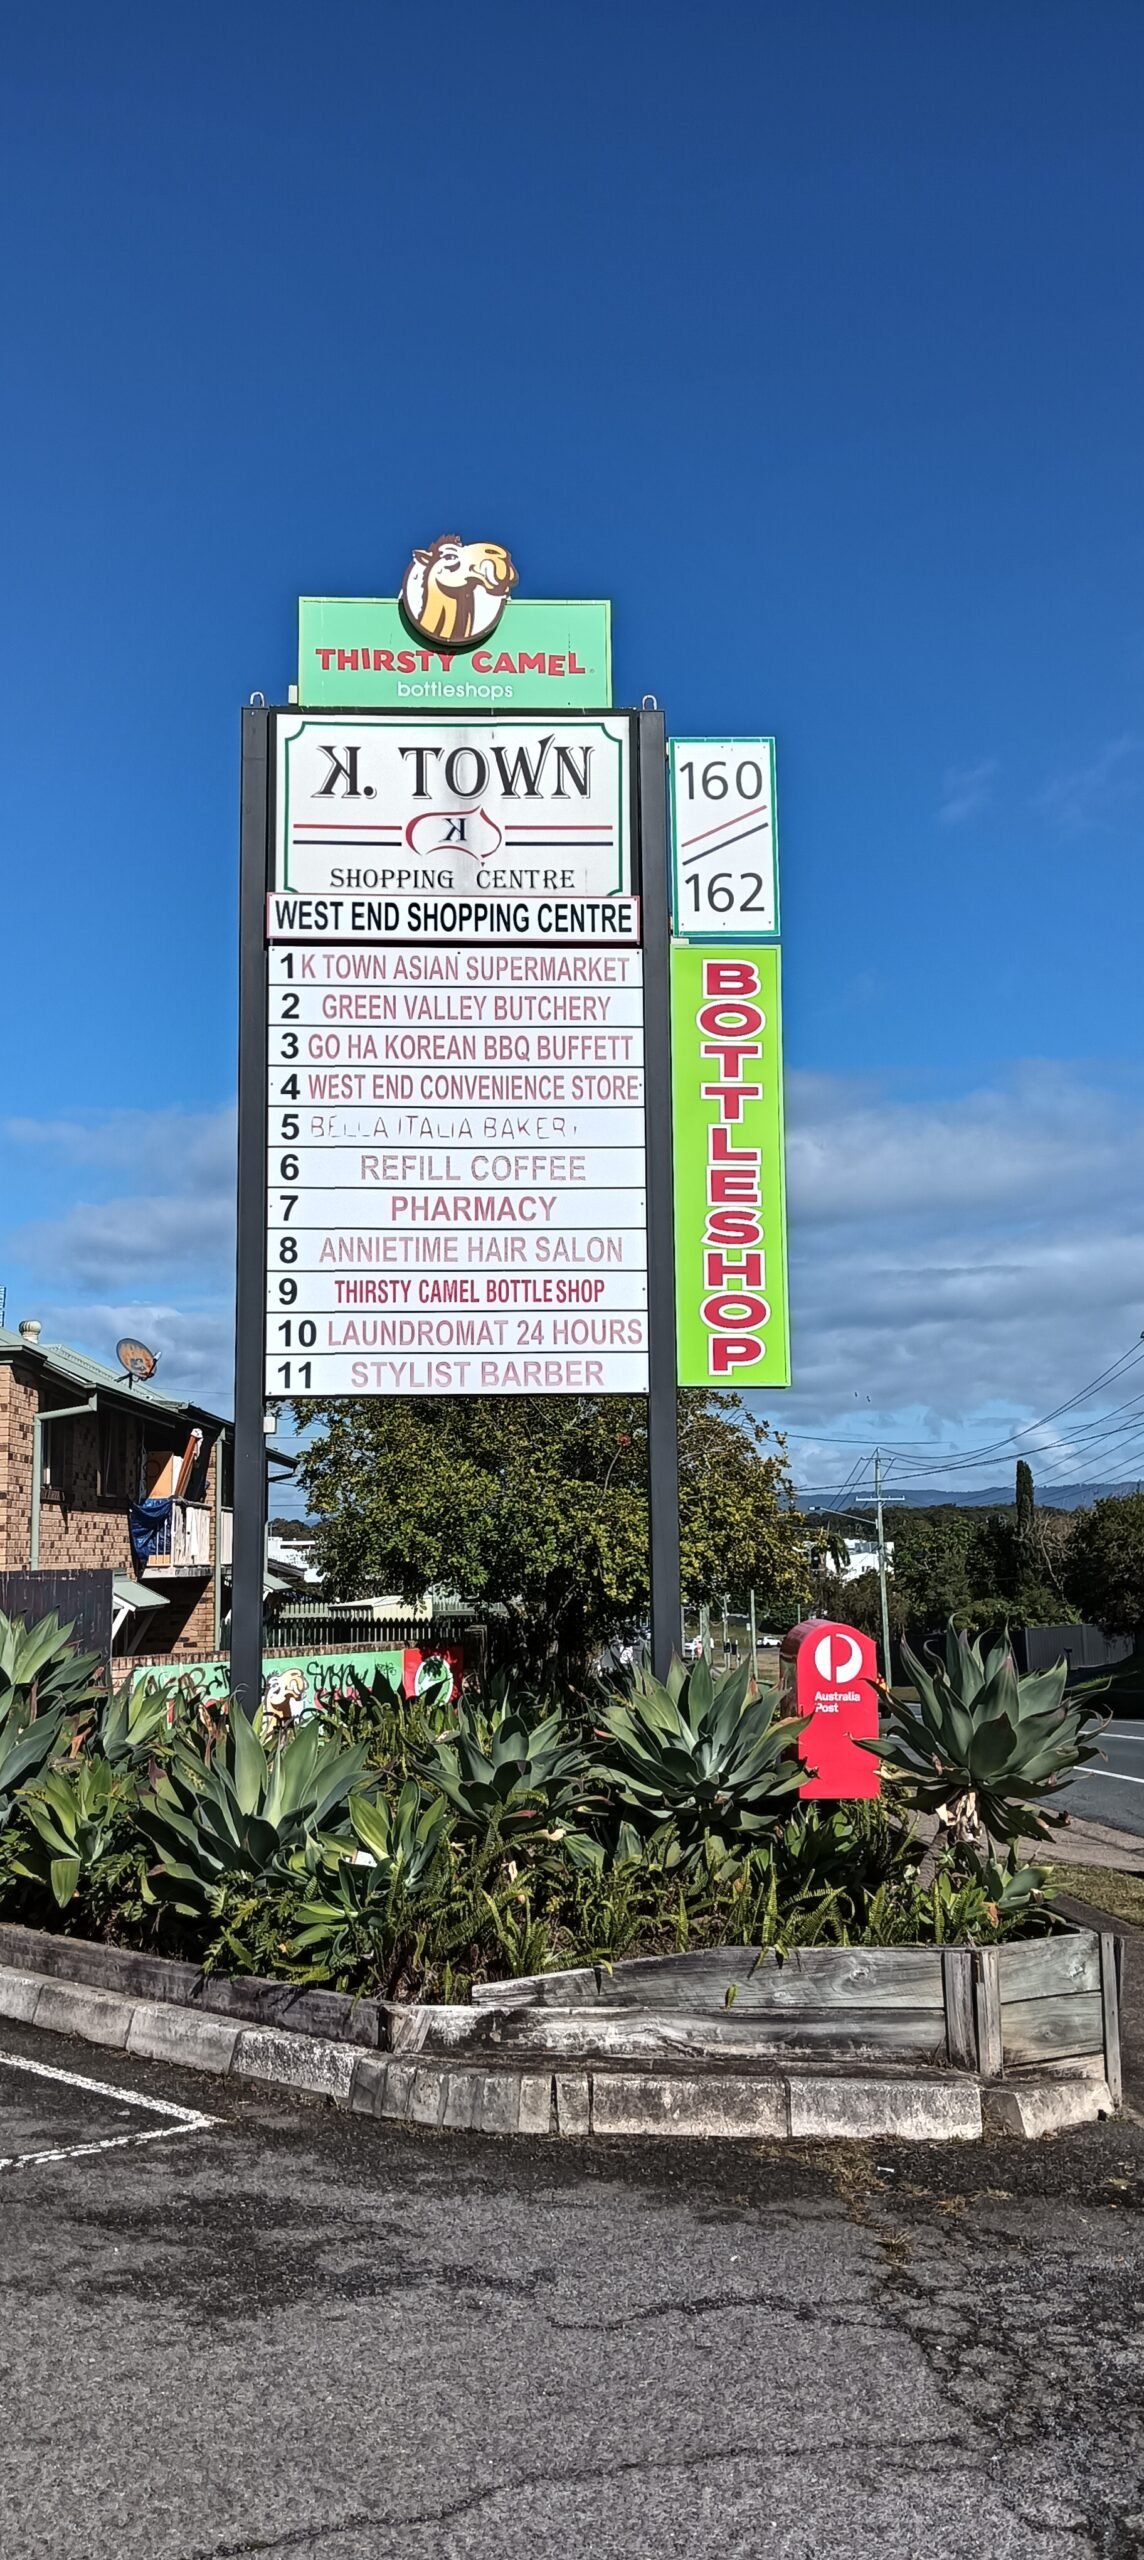 THIRSTY CAMEL
bottleshops
K. TOWN
K
SHOPPING CENTRE
WEST END SHOPPING CENTRE
160
162
BOTTLESHOP
1 K TOWN ASIAN SUPERMARKET
2 GREEN VALLEY BUTCHERY
3 GO HA KOREAN BBQ BUFFETT
4 WEST END CONVENIENCE STORE
5 BELLA ITALIA BAKERY
6 REFILL COFFEE
7 PHARMACY
8 ANNIETIME HAIR SALON
9 THIRSTY CAMEL BOTTLE SHOP
10 LAUNDROMAT 24 HOURS
11 STYLIST BARBER
Australia
Post